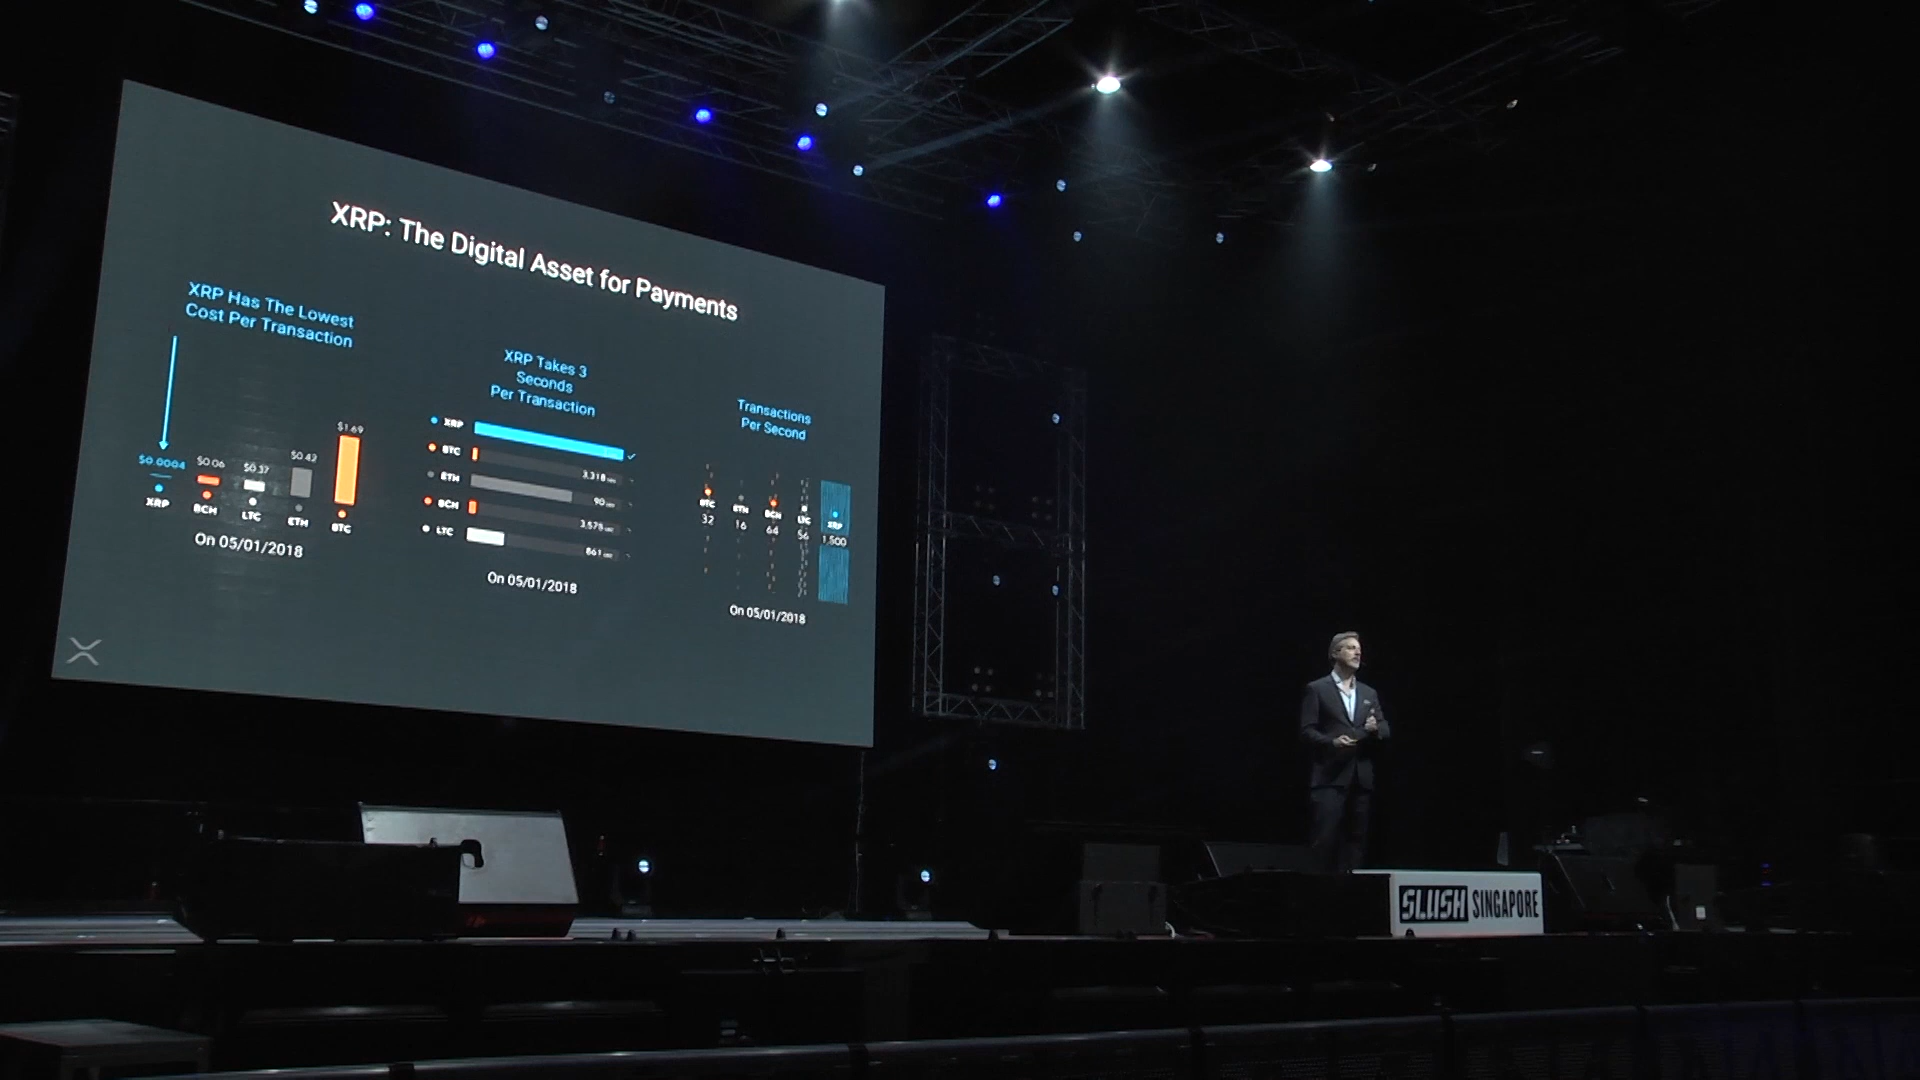 XRP: The Digital Asset for Payments
XRP Has The Lowest
Cost Per Transaction
$0.0004
$0.06
$0.37
$0.42
$1.69
XRP
BCH
LTC
ETH
BTC
On 05/01/2018
XRP Takes 3
Seconds
Per Transaction
XRP
BTC
3,318
ETH
90
BCH
3,575
LTC
861
On 05/01/2018
Transactions
Per Second
BTC
32
ETH
16
BCH
64
LTC
56
XRP
1,500
On 05/01/2018
SLUSH SINGAPORE